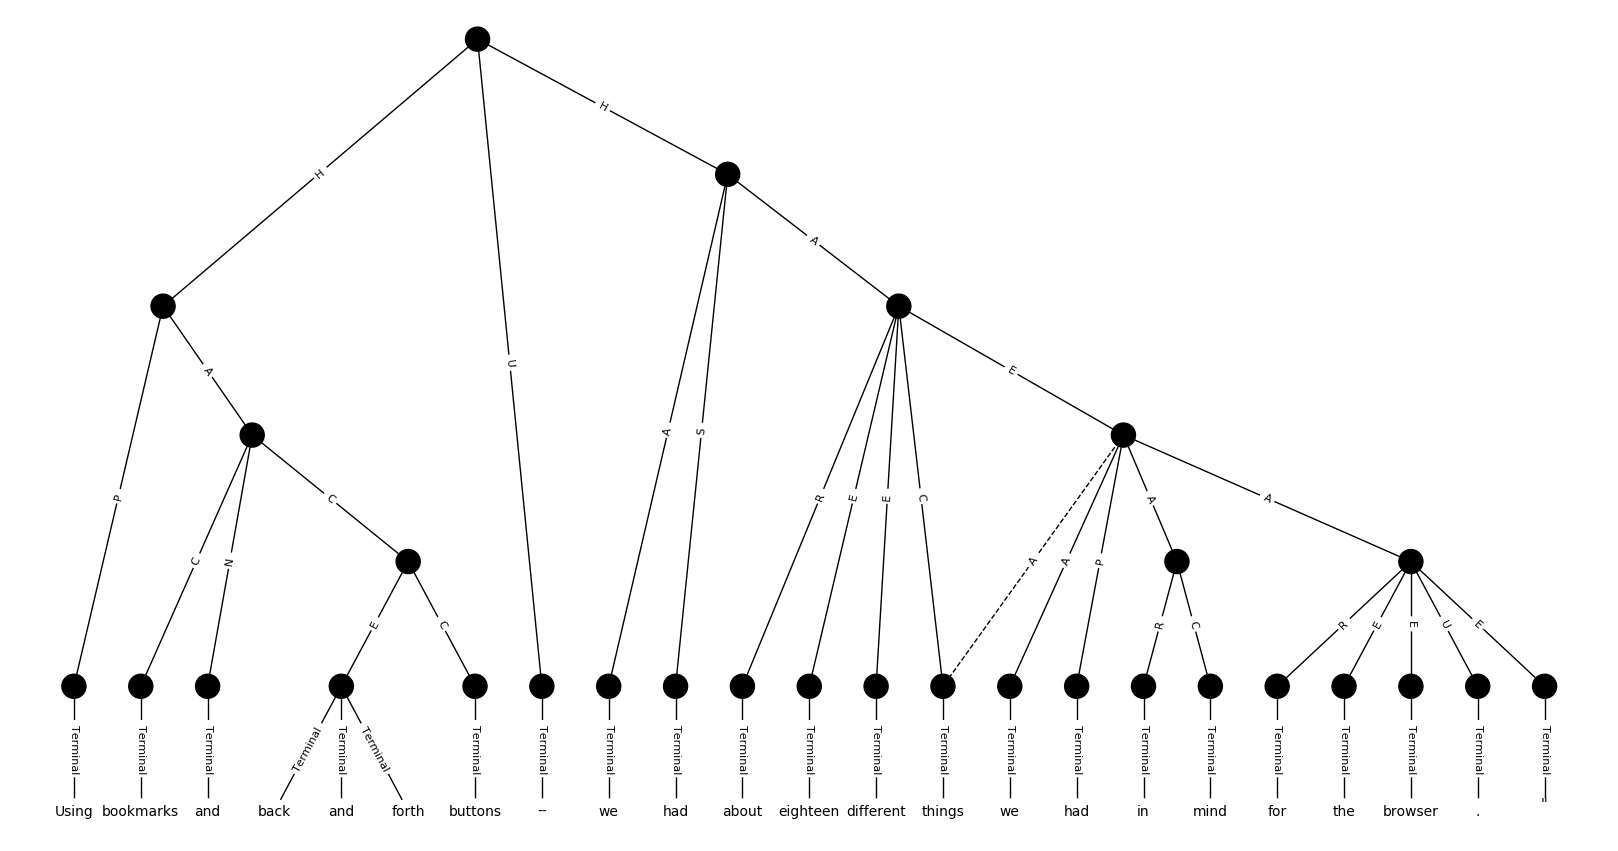 H
H
A
A
U
P
E
A
S
A
C
R
E
E
C
A
A
C
N
A
A
P
E
C
R
C
R
E
E
U
E
Terminal Terminal Terminal Terminal Terminal Terminal Terminal Terminal Terminal Terminal Terminal Terminal Terminal Terminal Terminal Terminal Terminal Terminal Terminal Terminal Terminal Terminal Terminal
Using bookmarks and back and forth buttons -- we had about eighteen different things we had in mind for the browser . "